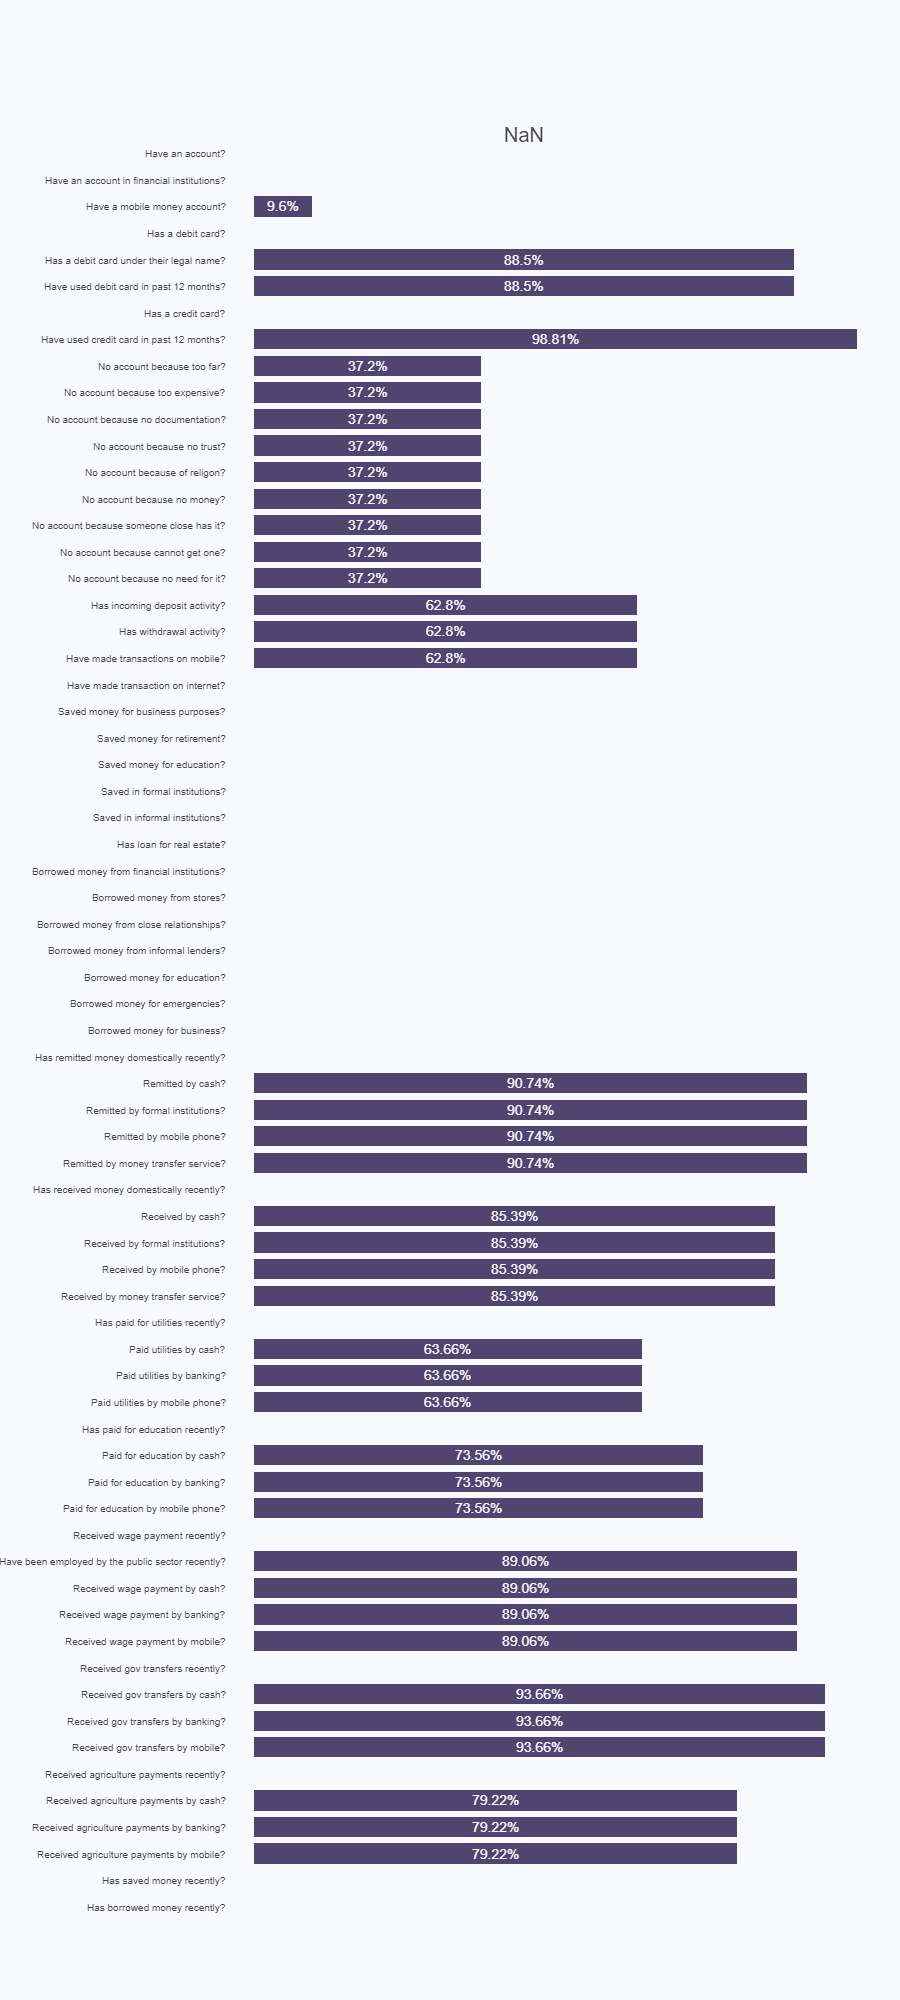 NaN
Have an account?
Have an account in financial institutions?
Have a mobile money account? 9.6%
Has a debit card?
Has a debit card under their legal name? 88.5%
Have used debit card in past 12 months? 88.5%
Has a credit card?
Have used credit card in past 12 months? 98.81%
No account because too far? 37.2%
No account because too expensive? 37.2%
No account because no documentation? 37.2%
No account because no trust? 37.2%
No account because of religon? 37.2%
No account because no money? 37.2%
No account because someone close has it? 37.2%
No account because cannot get one? 37.2%
No account because no need for it? 37.2%
Has incoming deposit activity? 62.8%
Has withdrawal activity? 62.8%
Have made transactions on mobile? 62.8%
Have made transaction on internet?
Saved money for business purposes?
Saved money for retirement?
Saved money for education?
Saved in formal institutions?
Saved in informal institutions?
Has loan for real estate?
Borrowed money from financial institutions?
Borrowed money from stores?
Borrowed money from close relationships?
Borrowed money from informal lenders?
Borrowed money for education?
Borrowed money for emergencies?
Borrowed money for business?
Has remitted money domestically recently?
Remitted by cash? 90.74%
Remitted by formal institutions? 90.74%
Remitted by mobile phone? 90.74%
Remitted by money transfer service? 90.74%
Has received money domestically recently?
Received by cash? 85.39%
Received by formal institutions? 85.39%
Received by mobile phone? 85.39%
Received by money transfer service? 85.39%
Has paid for utilities recently?
Paid utilities by cash? 63.66%
Paid utilities by banking? 63.66%
Paid utilities by mobile phone? 63.66%
Has paid for education recently?
Paid for education by cash? 73.56%
Paid for education by banking? 73.56%
Paid for education by mobile phone? 73.56%
Received wage payment recently?
Have been employed by the public sector recently? 89.06%
Received wage payment by cash? 89.06%
Received wage payment by banking? 89.06%
Received wage payment by mobile? 89.06%
Received gov transfers recently?
Received gov transfers by cash? 93.66%
Received gov transfers by banking? 93.66%
Received gov transfers by mobile? 93.66%
Received agriculture payments recently?
Received agriculture payments by cash? 79.22%
Received agriculture payments by banking? 79.22%
Received agriculture payments by mobile? 79.22%
Has saved money recently?
Has borrowed money recently?